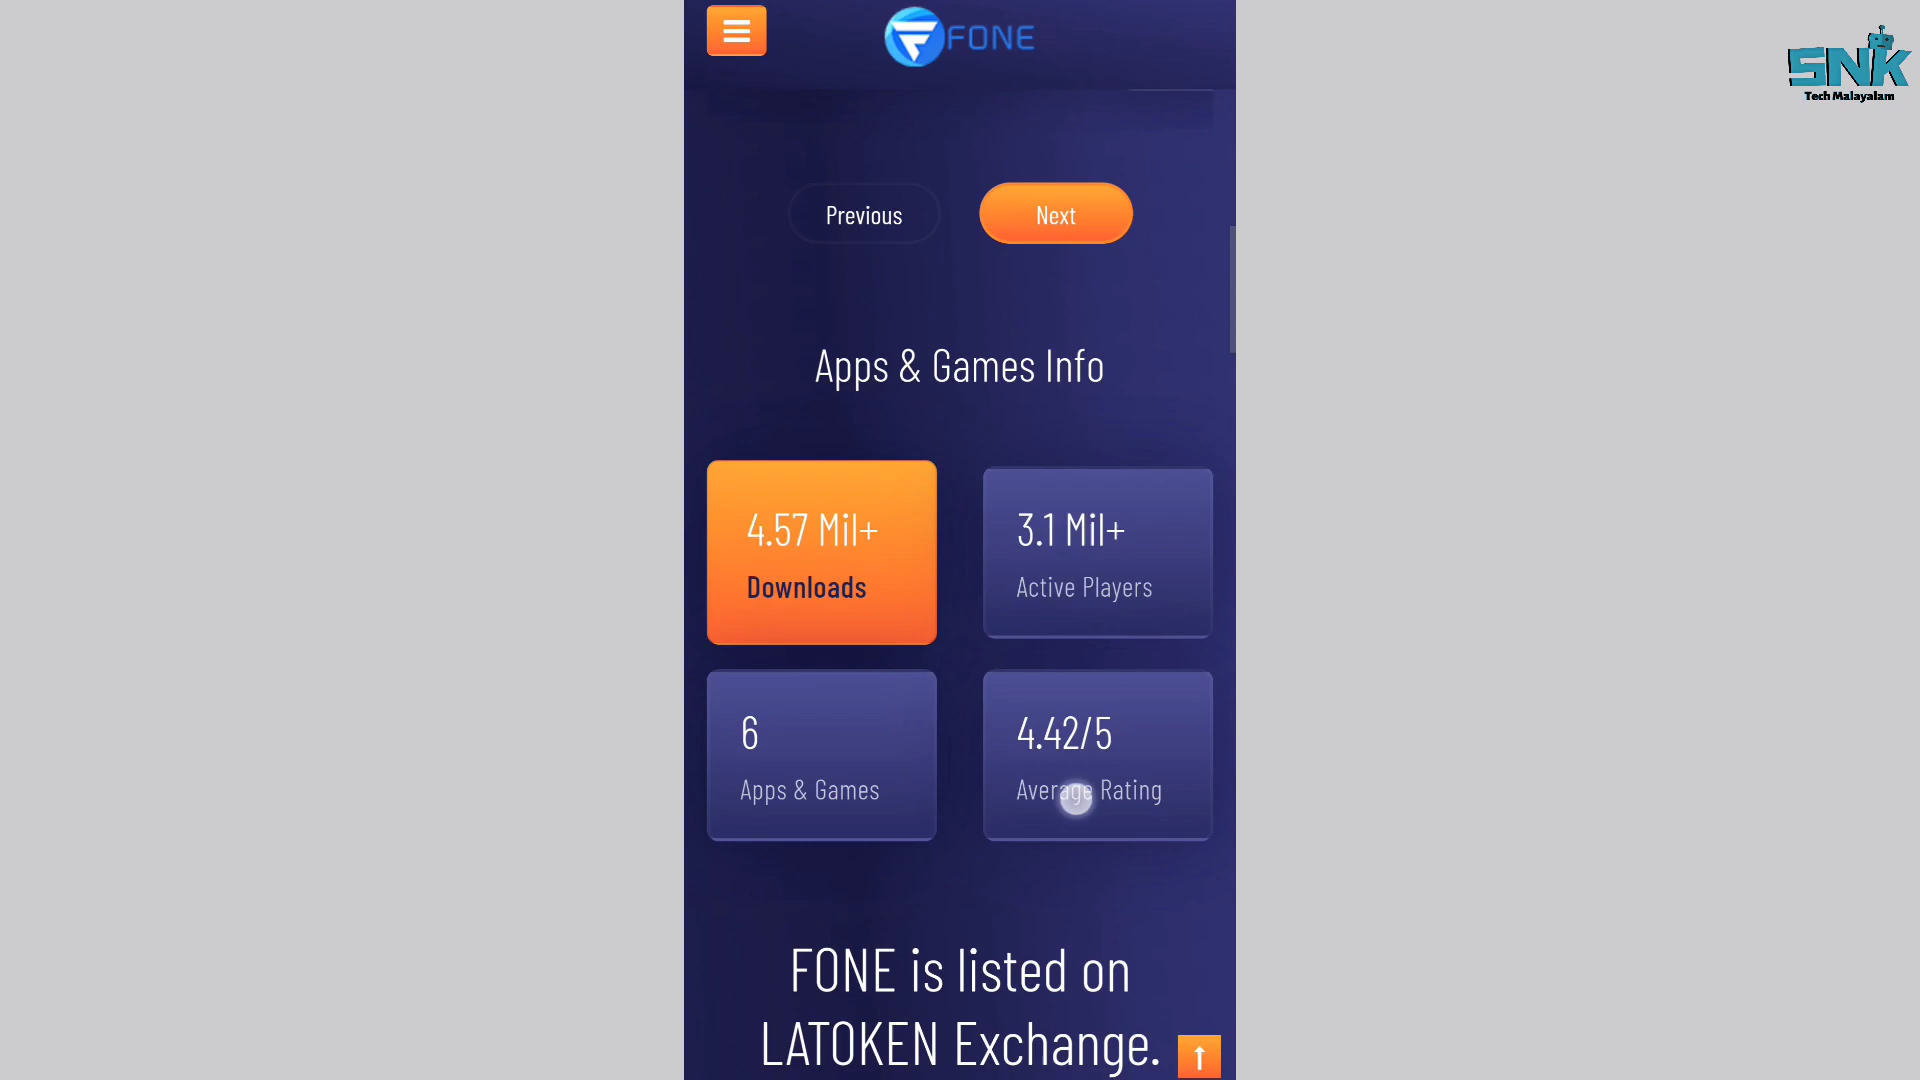 FONE
SNK
Tech Malayalam
Previous
Next
Apps & Games Info
4.57 Mil+
Downloads
3.1 Mil+
Active Players
6
Apps & Games
4.42/5
Average Rating
FONE is listed on
LATOKEN Exchange.